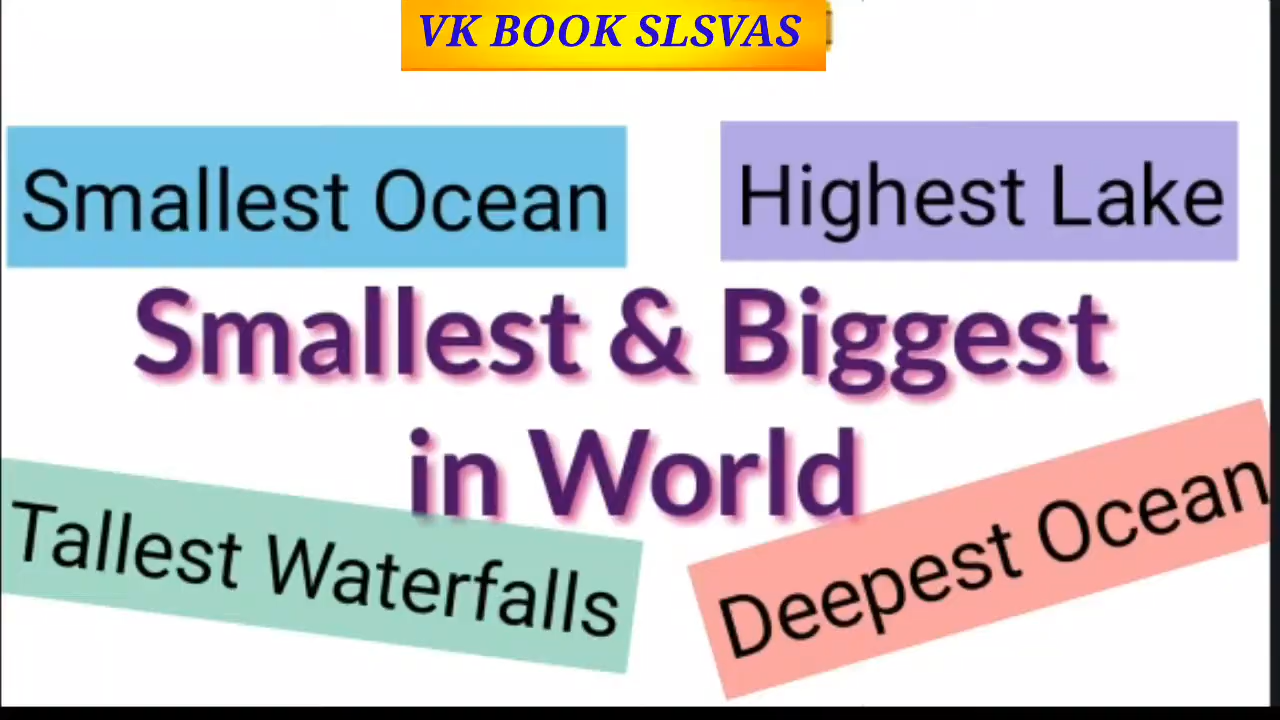 VK BOOK SLSVAS
Smallest Ocean
Highest Lake
Smallest & Biggest
in World
Tallest Waterfalls
Deepest Ocean